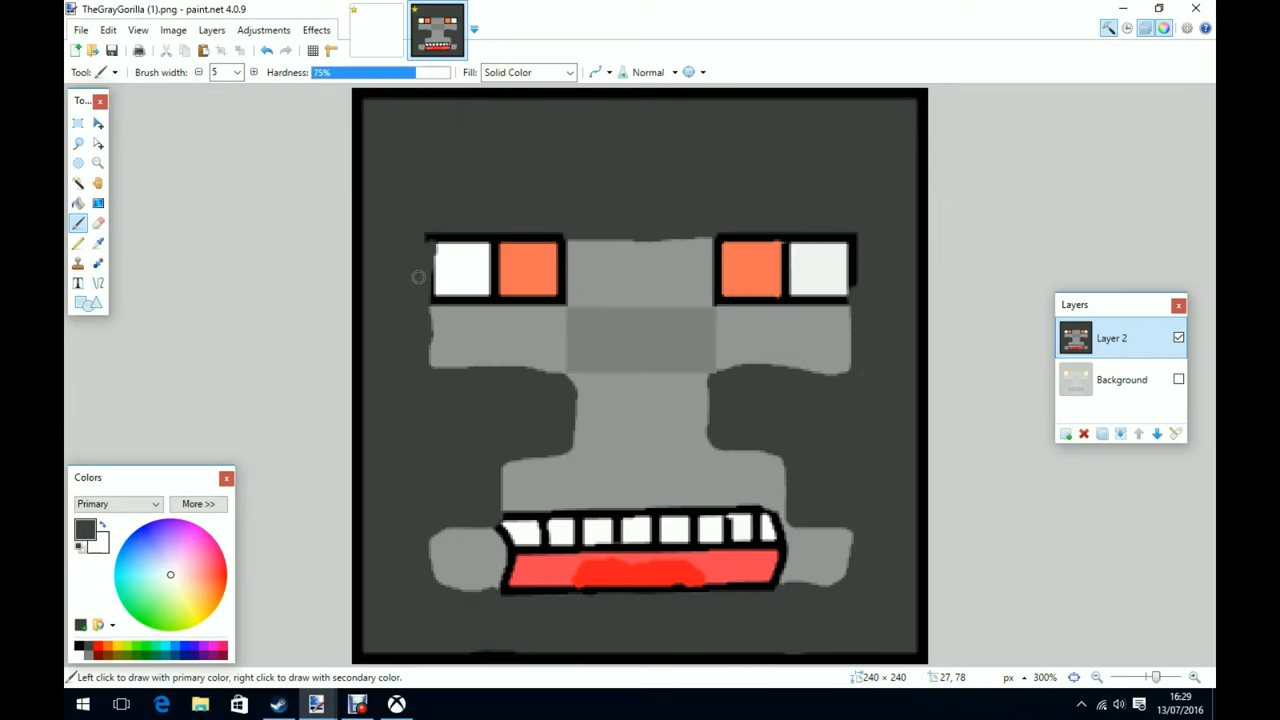 TheGrayGorilla (1).png - paint.net 4.0.9
File Edit View Image Layers Adjustments Effects
Tool: Brush width: 5 Hardness: 75% Fill: Solid Color Normal
To...
Layers
Layer 2
Background
Colors
Primary More >>
Left click to draw with primary color, right click to draw with secondary color. 240 × 240 27, 78 px 300%
16:29
13/07/2016